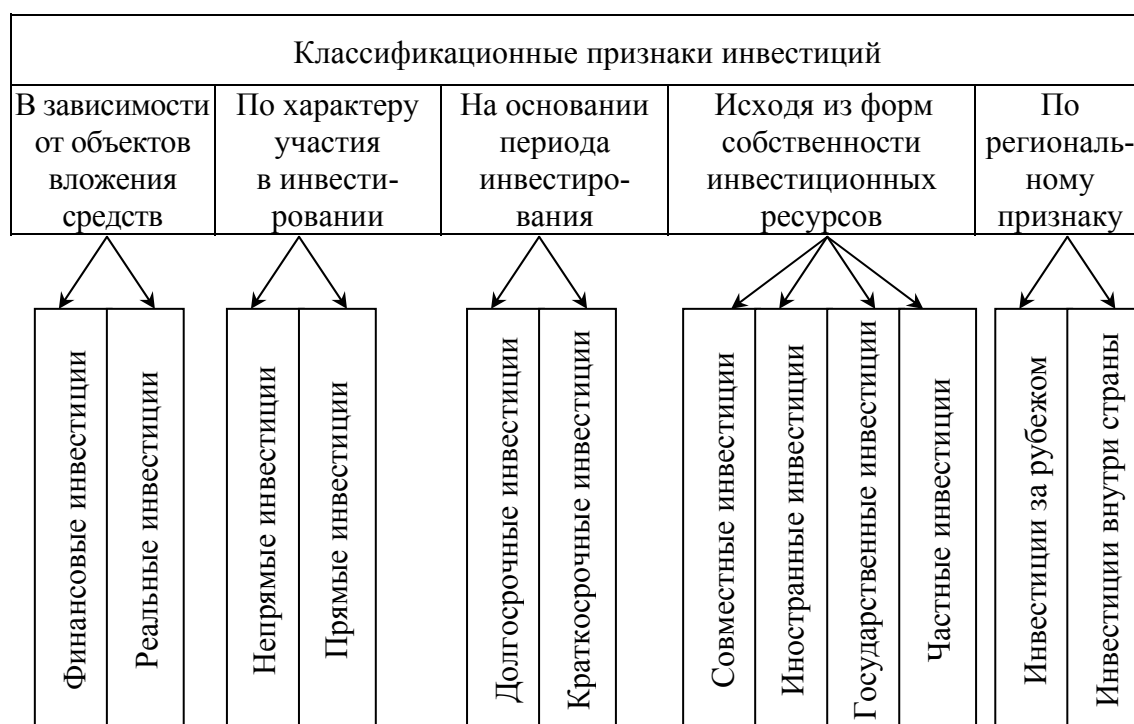 Классификационные признаки инвестиций
В зависимости
от объектов
вложения
средств
По характеру
участия
в инвести-
ровании
На основании
периода
инвестиро-
вания
Исходя из форм
собственности
инвестиционных
ресурсов
По
региональ-
ному
признаку
Финансовые инвестиции
Реальные инвестиции
Непрямые инвестиции
Прямые инвестиции
Долгосрочные инвестиции
Краткосрочные инвестиции
Совместные инвестиции
Иностранные инвестиции
Государственные инвестиции
Частные инвестиции
Инвестиции за рубежом
Инвестиции внутри страны